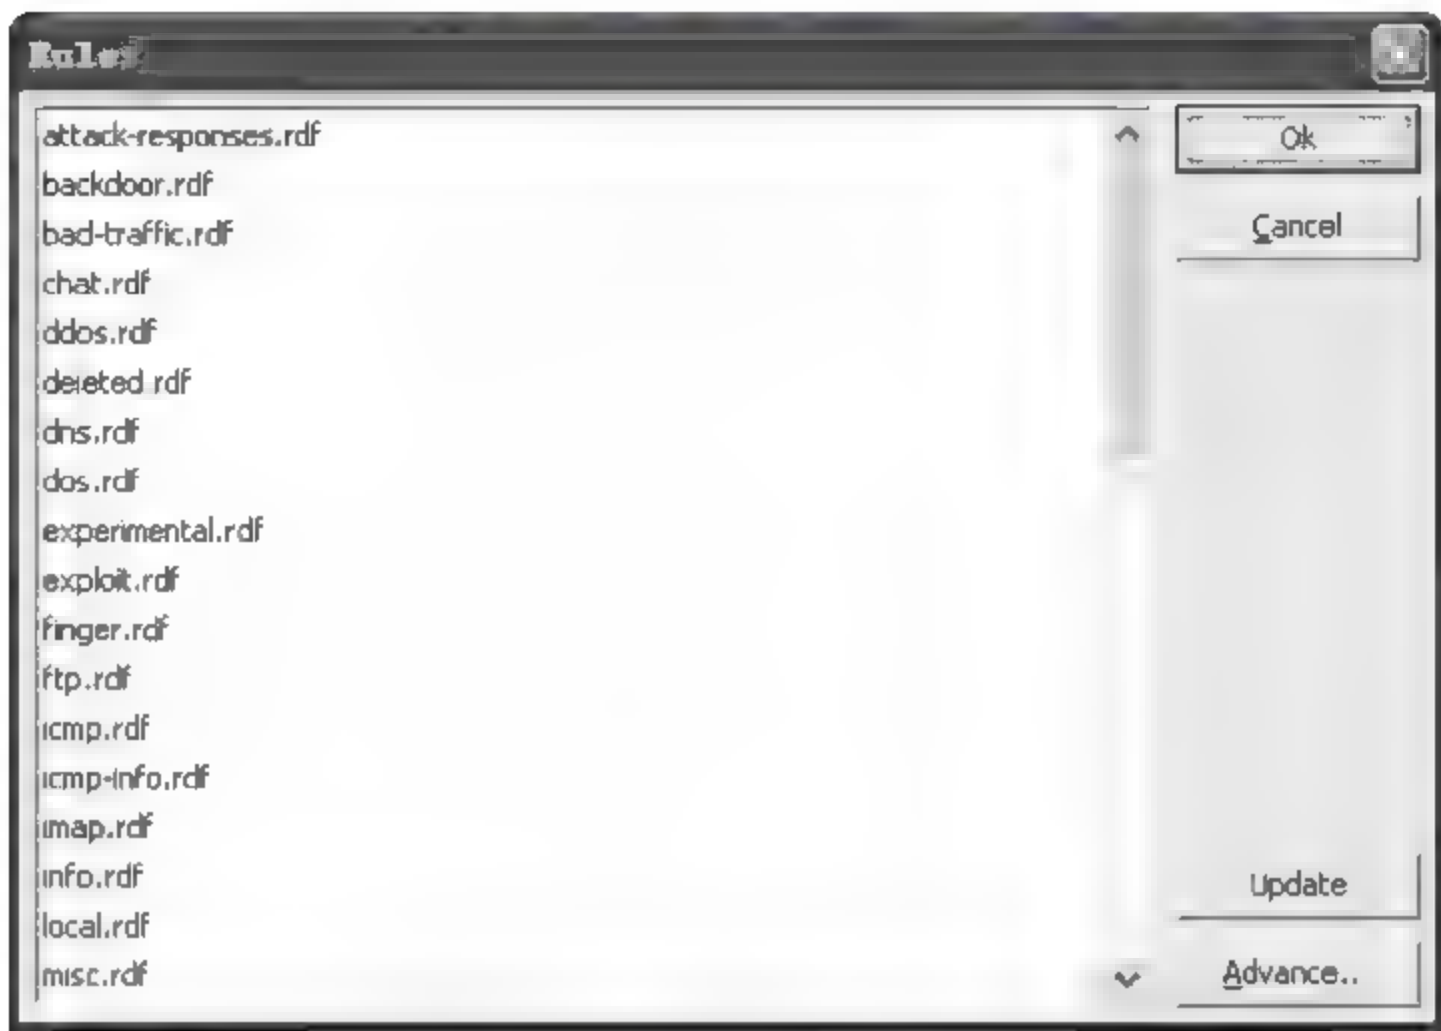 Rules
attack-responses.rdf
backdoor.rdf
bad-traffic.rdf
chat.rdf
ddos.rdf
deleted.rdf
dns.rdf
dos.rdf
experimental.rdf
exploit.rdf
finger.rdf
ftp.rdf
icmp.rdf
icmp-info.rdf
imap.rdf
info.rdf
local.rdf
misc.rdf
Ok
Cancel
Update
Advance..